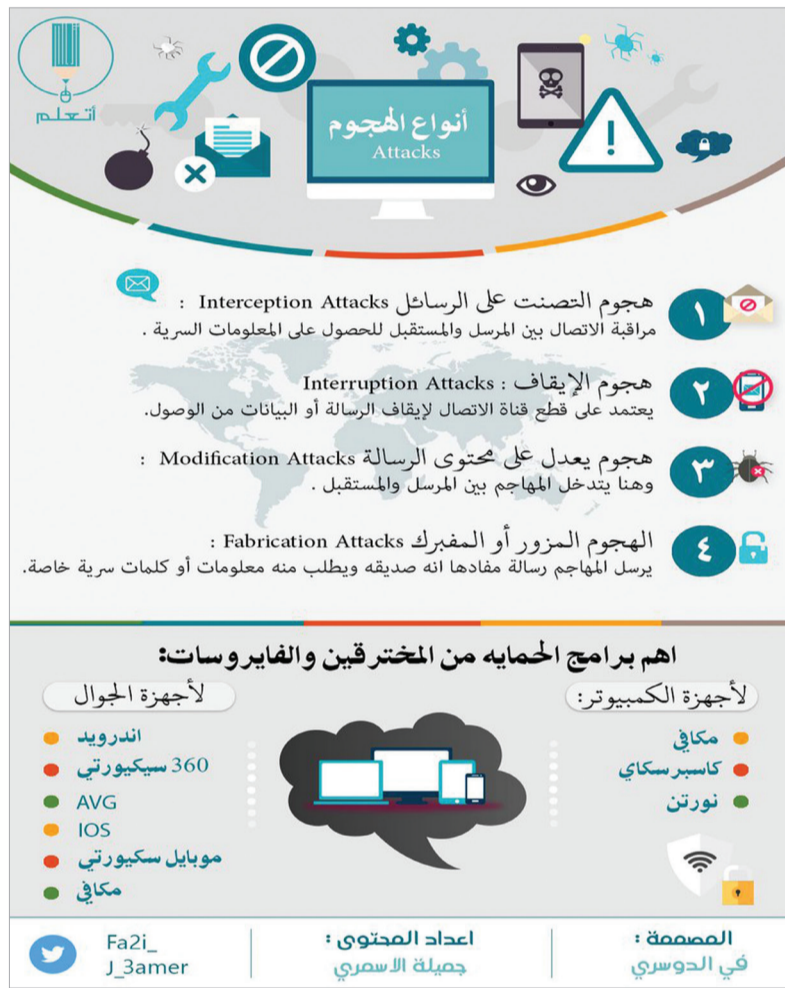 أتعلم
أنواع الهجوم
Attacks
١
هجوم التصنت على الرسائل Interception Attacks :
مراقبة الاتصال بين المرسل والمستقبل للحصول على المعلومات السرية .
٢
هجوم الإيقاف : Interruption Attacks
يعتمد على قطع قناة الاتصال لإيقاف الرسالة أو البيانات من الوصول.
٣
هجوم يعدل على محتوى الرسالة Modification Attacks :
وهنا يتدخل المهاجم بين المرسل والمستقبل .
٤
الهجوم المزور أو المفبرك Fabrication Attacks :
يرسل المهاجم رسالة مفادها انه صديقه ويطلب منه معلومات أو كلمات سرية خاصة.
اهم برامج الحمايه من المخترقين والفايروسات:
لأجهزة الكمبيوتر:
مكافي
كاسبرسكاي
نورتن
لأجهزة الجوال
اندرويد
360 سيكيورتي
AVG
IOS
موبايل سكيورتي
مكافي
المصممة :
في الدوسري
اعداد المحتوى :
جميلة الاسمري
Fa2i_
J_3amer